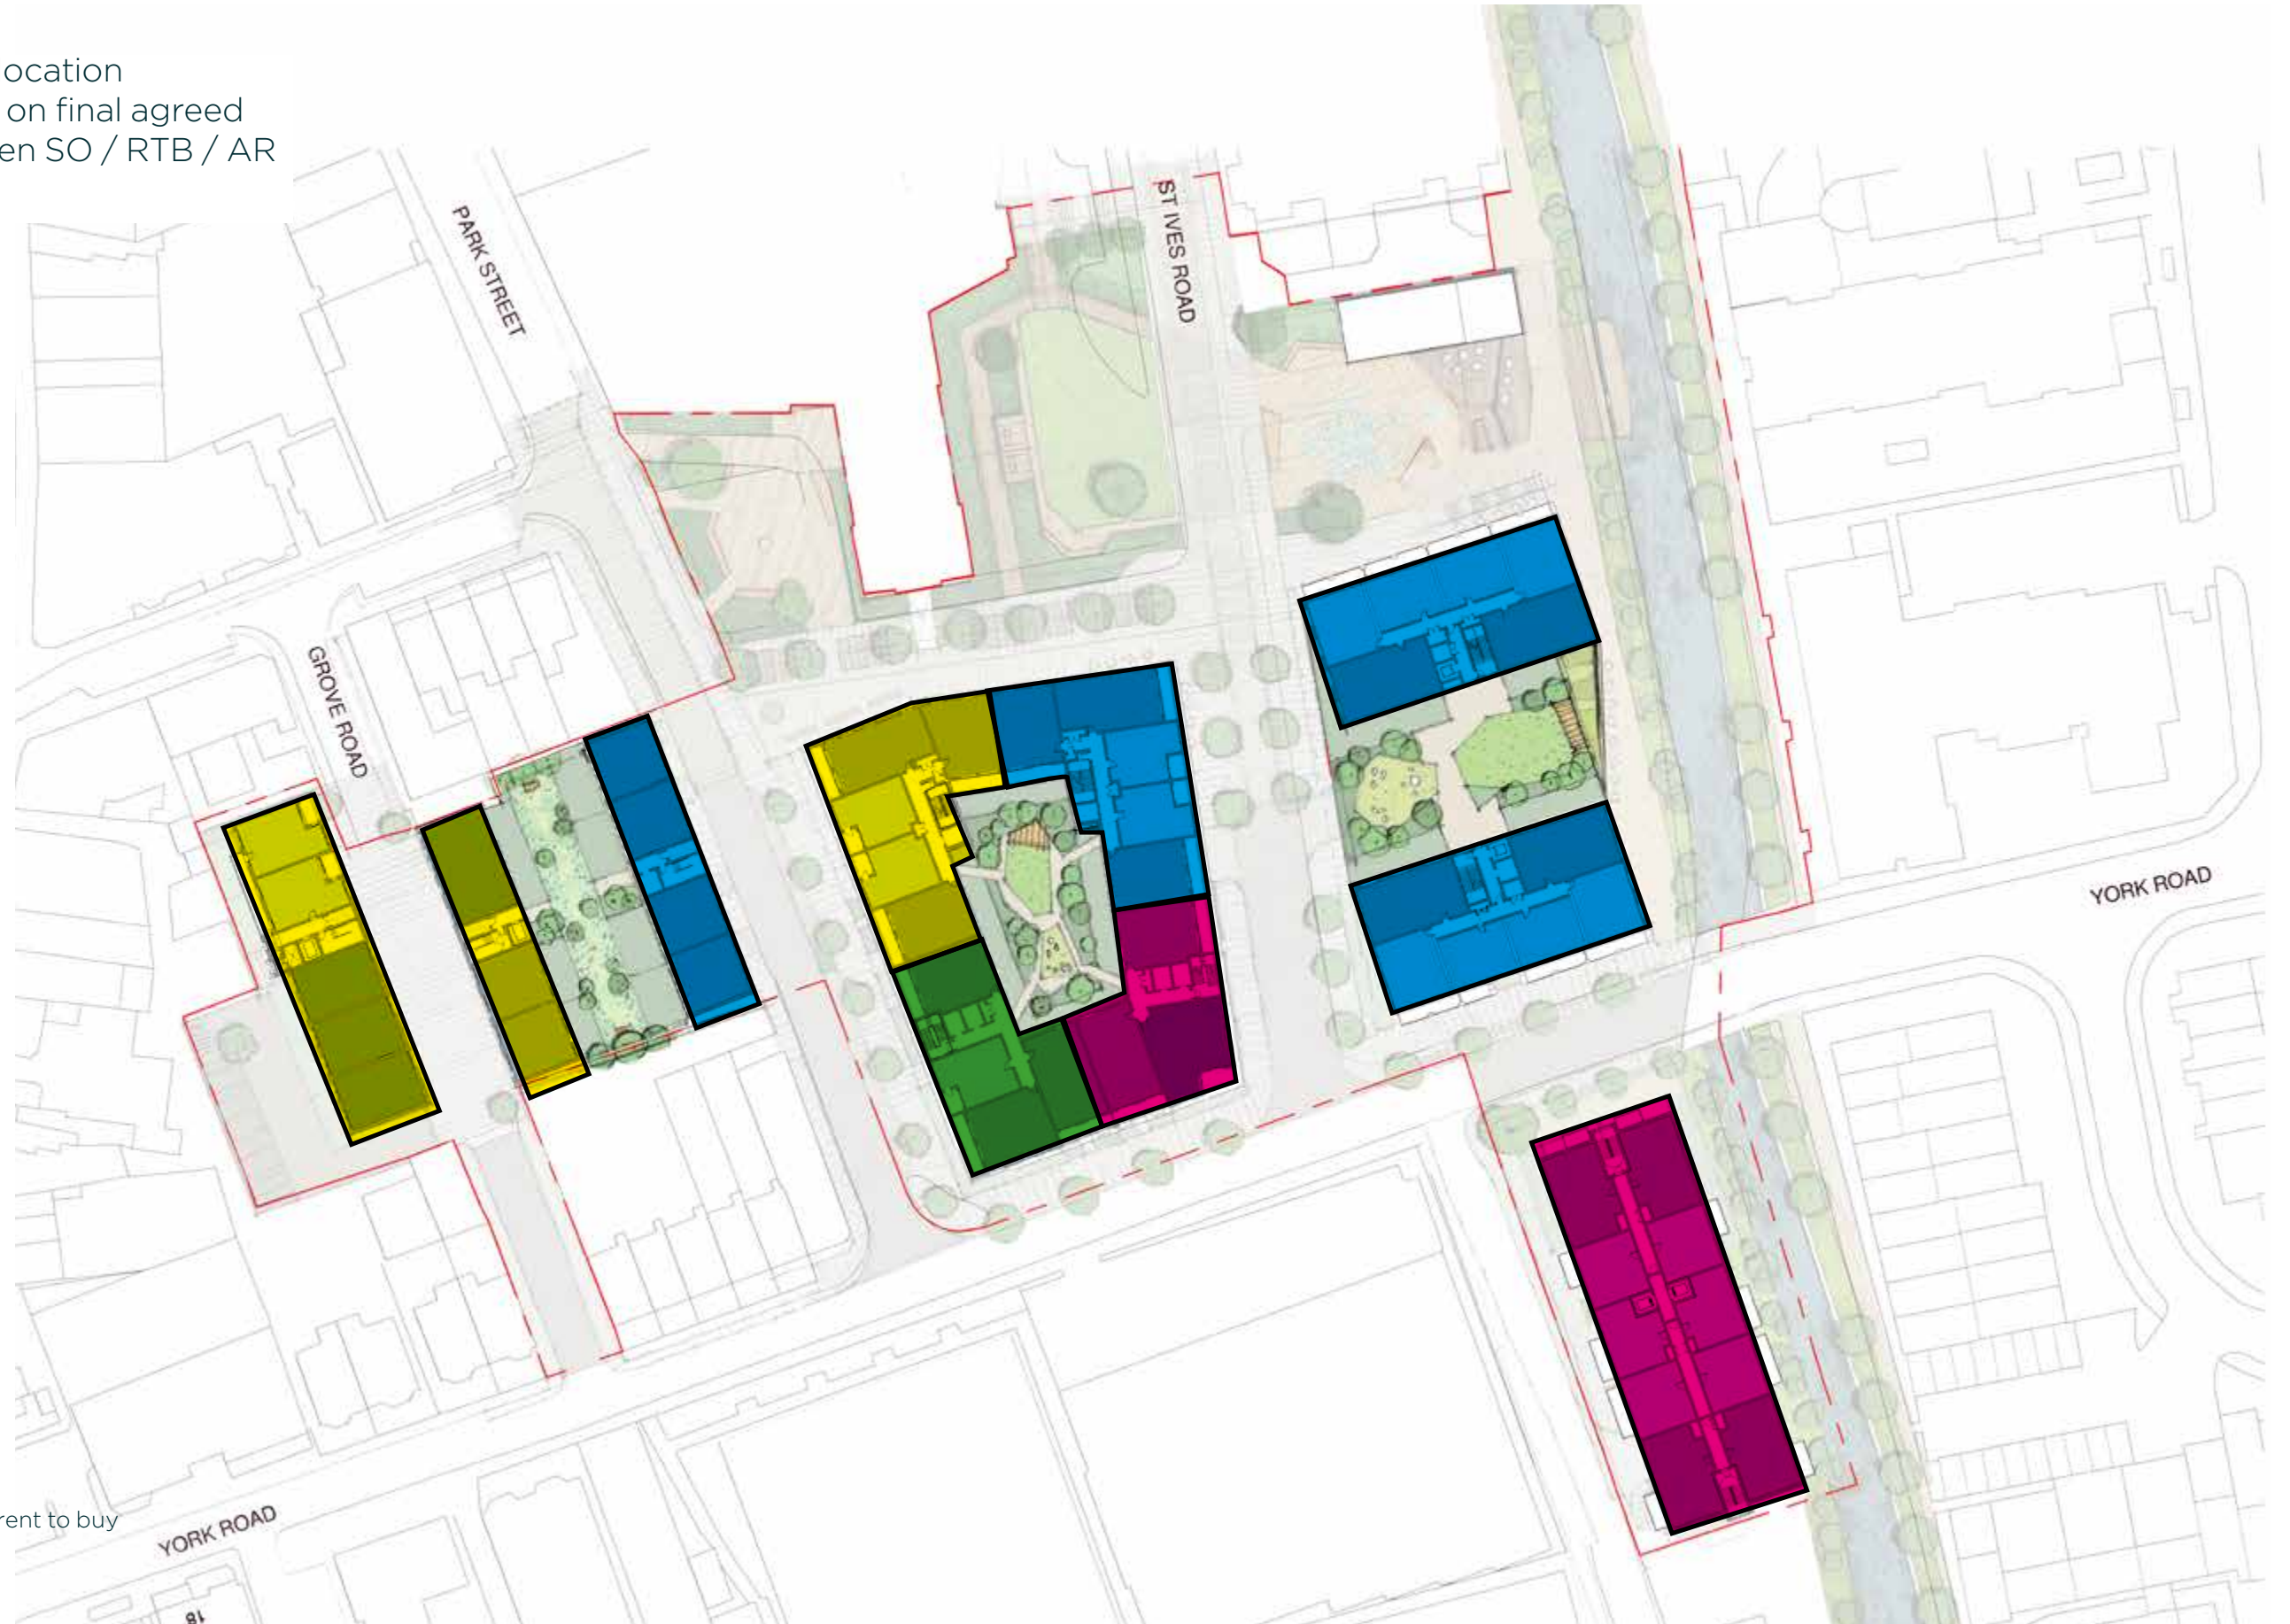 ocation
on final agreed
en SO / RTB / AR
PARK STREET
ST IVES ROAD
GROVE ROAD
YORK ROAD
rent to buy
YORK ROAD
18